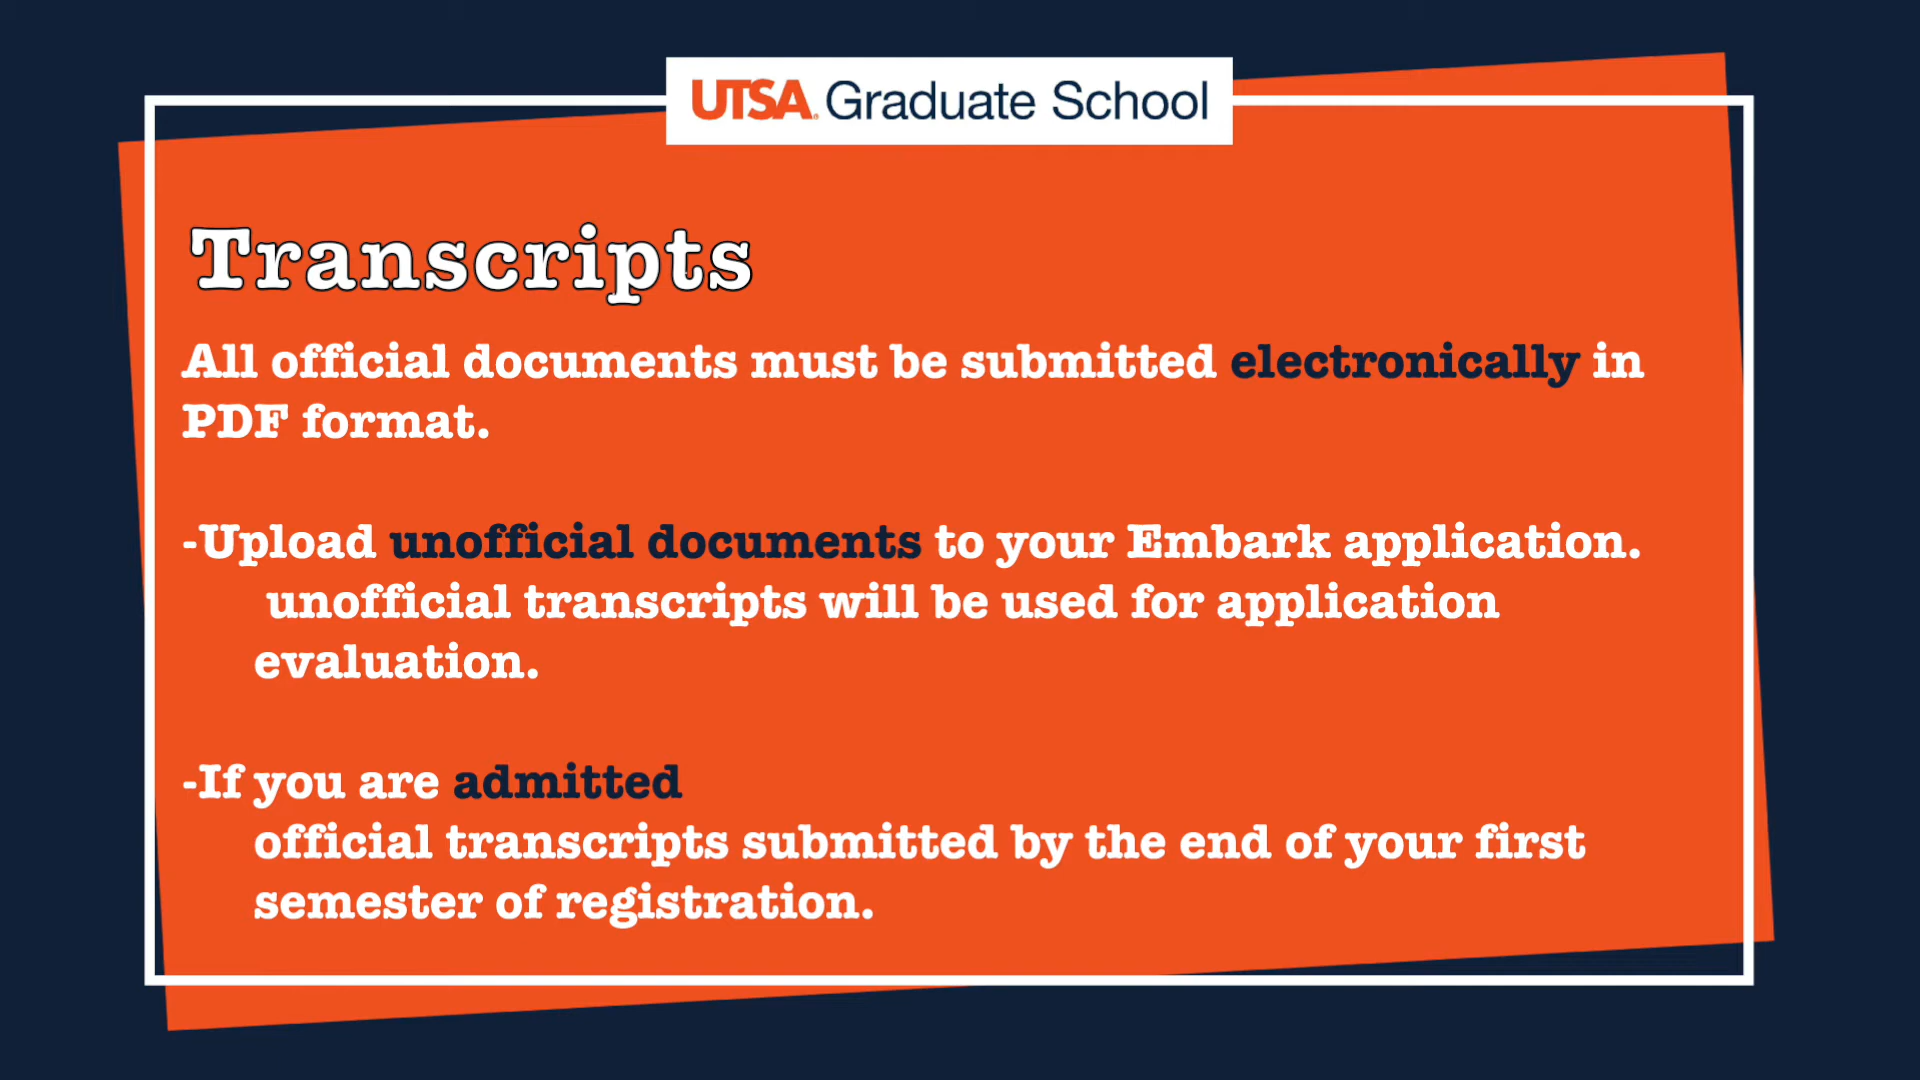 UTSA Graduate School
Transcripts
All official documents must be submitted electronically in
PDF format.
-Upload unofficial documents to your Embark application.
unofficial transcripts will be used for application
evaluation.
-If you are admitted
official transcripts submitted by the end of your first
semester of registration.